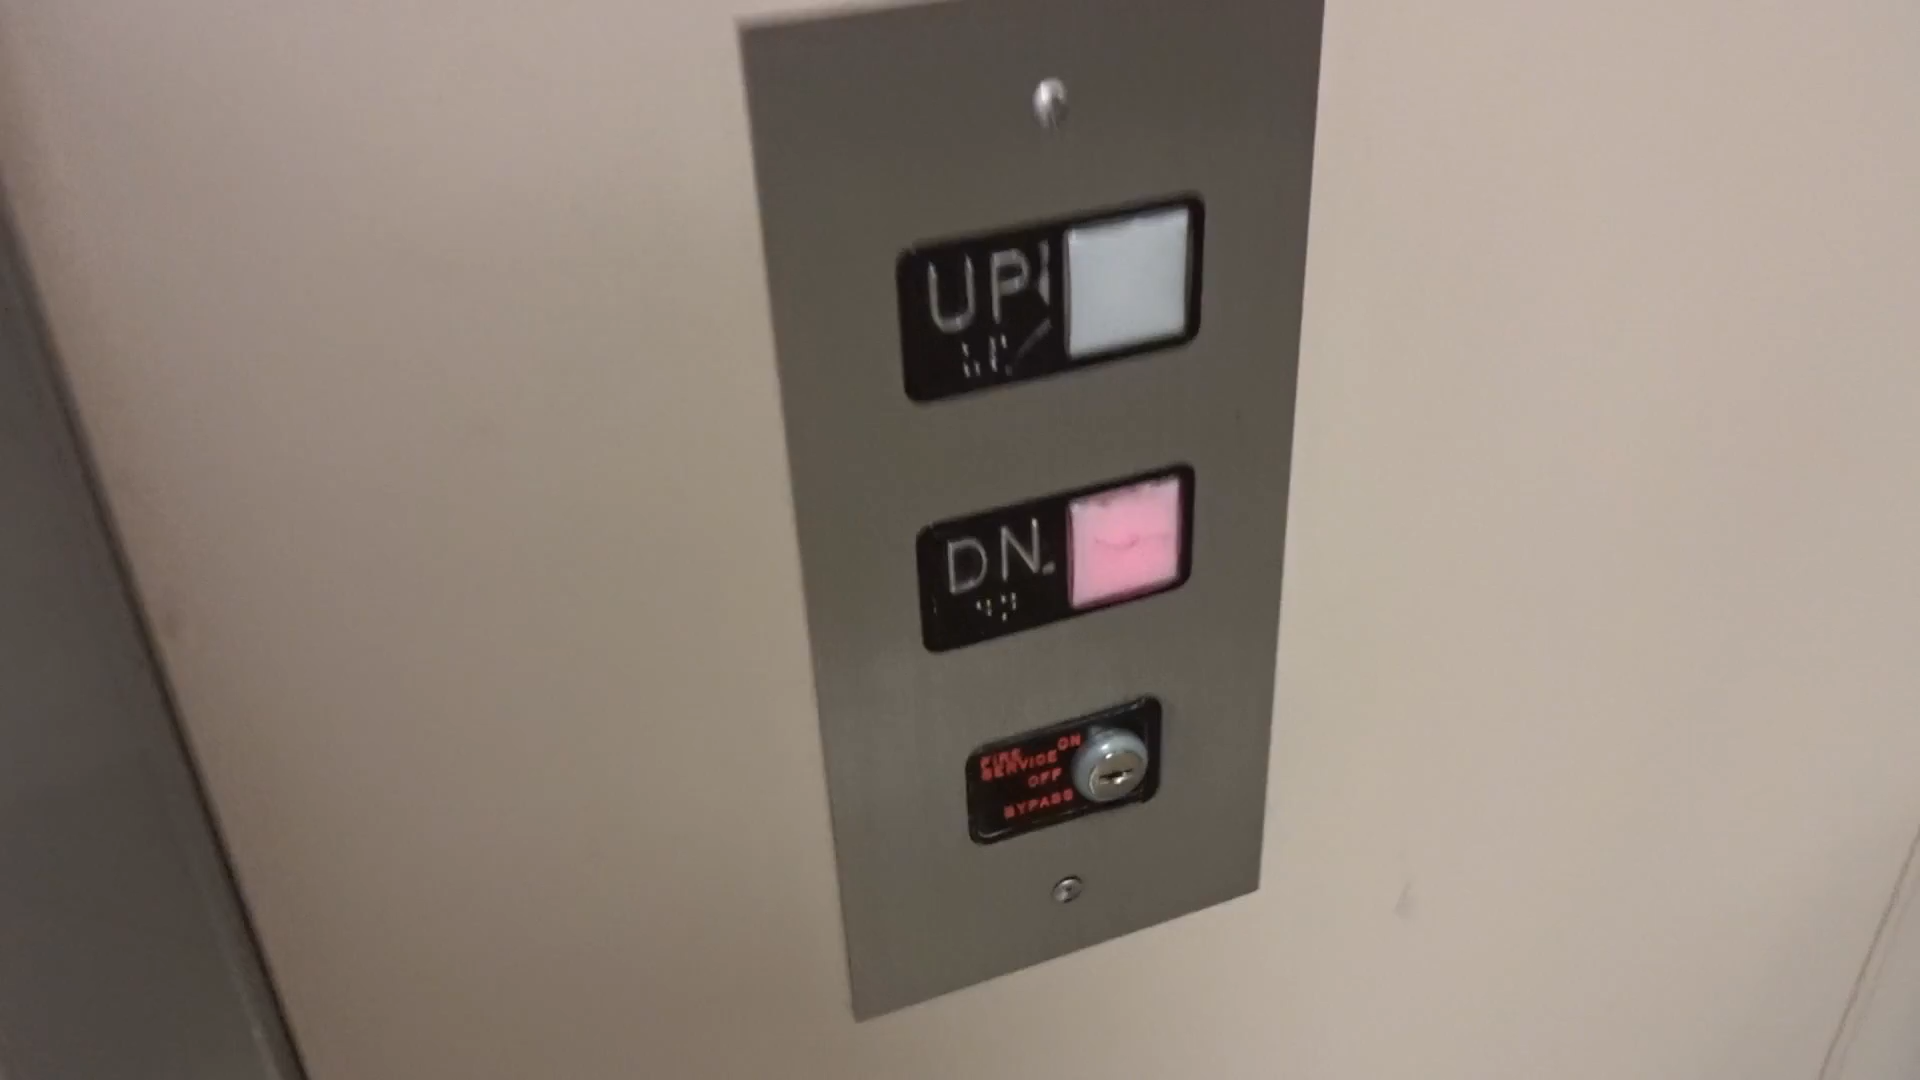 UP
DN.
FIRE
SERVICE
ON
OFF
BYPASS